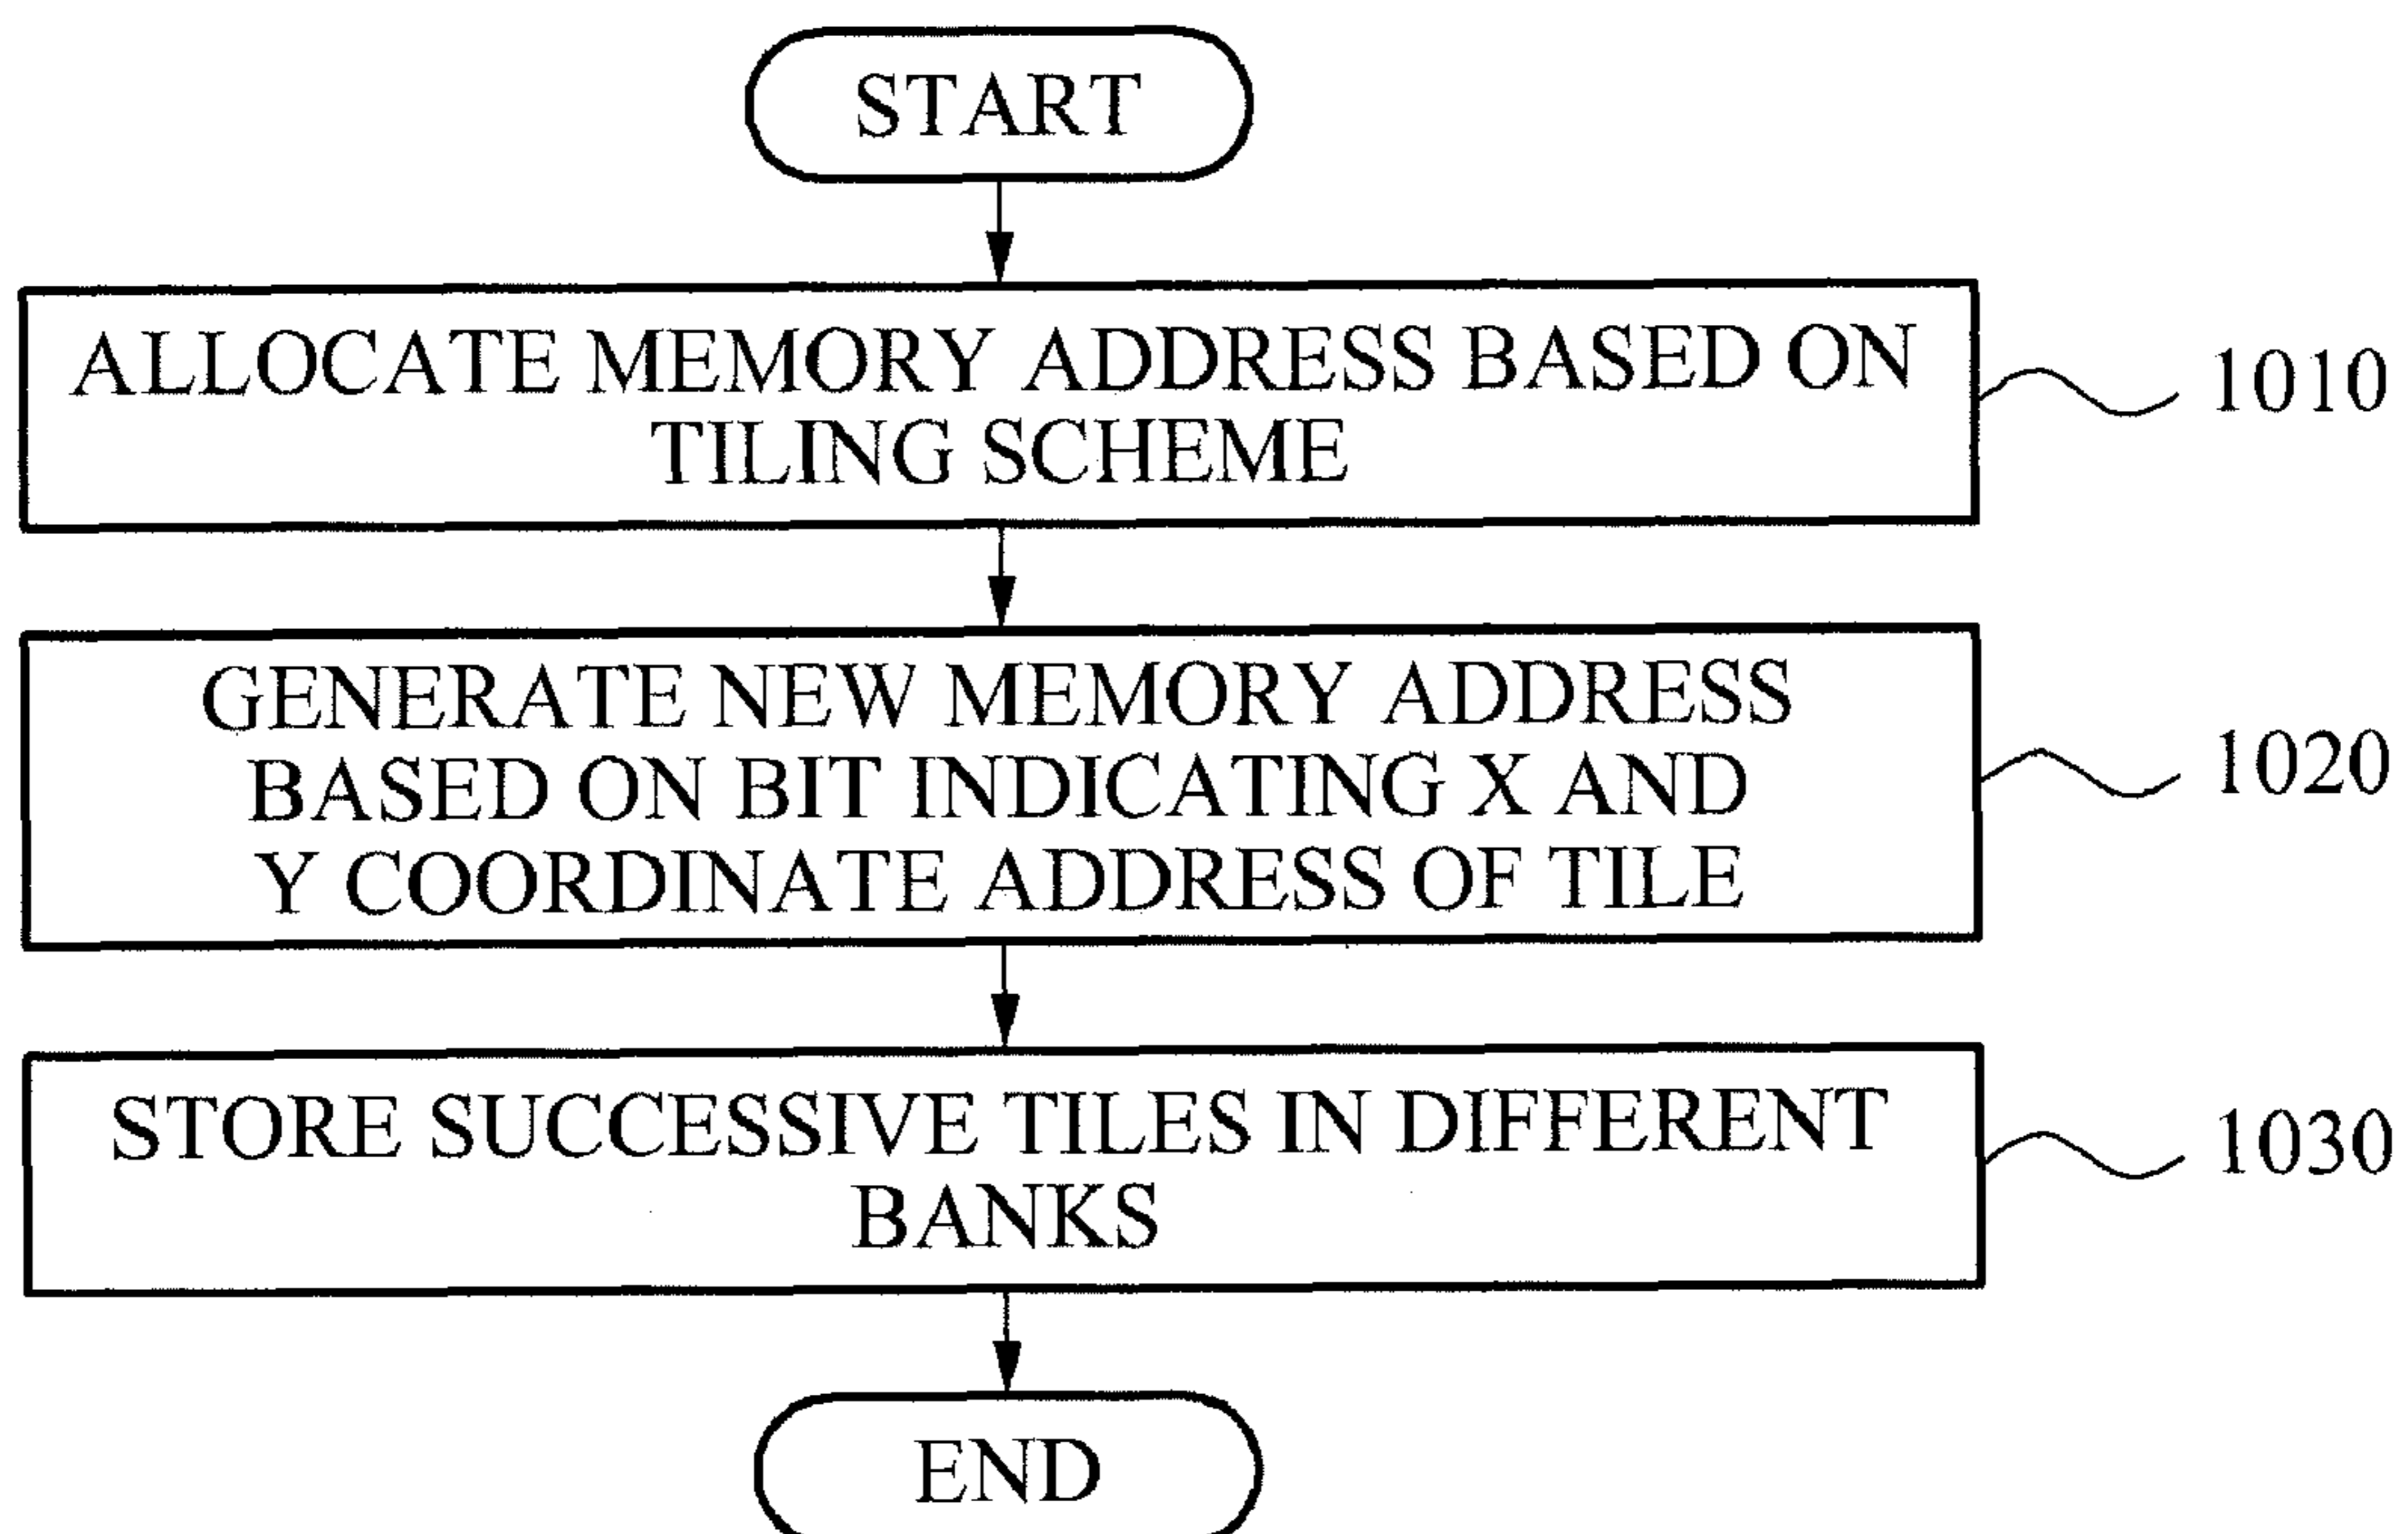 START
ALLOCATE MEMORY ADDRESS BASED ON
TILING SCHEME
1010
GENERATE NEW MEMORY ADDRESS
BASED ON BIT INDICATING X AND
Y COORDINATE ADDRESS OF TILE
1020
STORE SUCCESSIVE TILES IN DIFFERENT
BANKS
1030
END